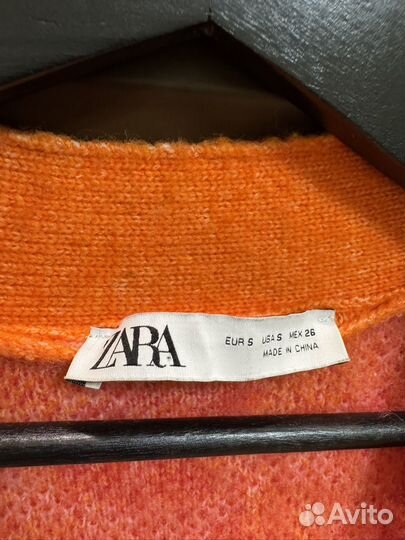 ZARA
EUR S USA S MEX 26
MADE IN CHINA
Avito